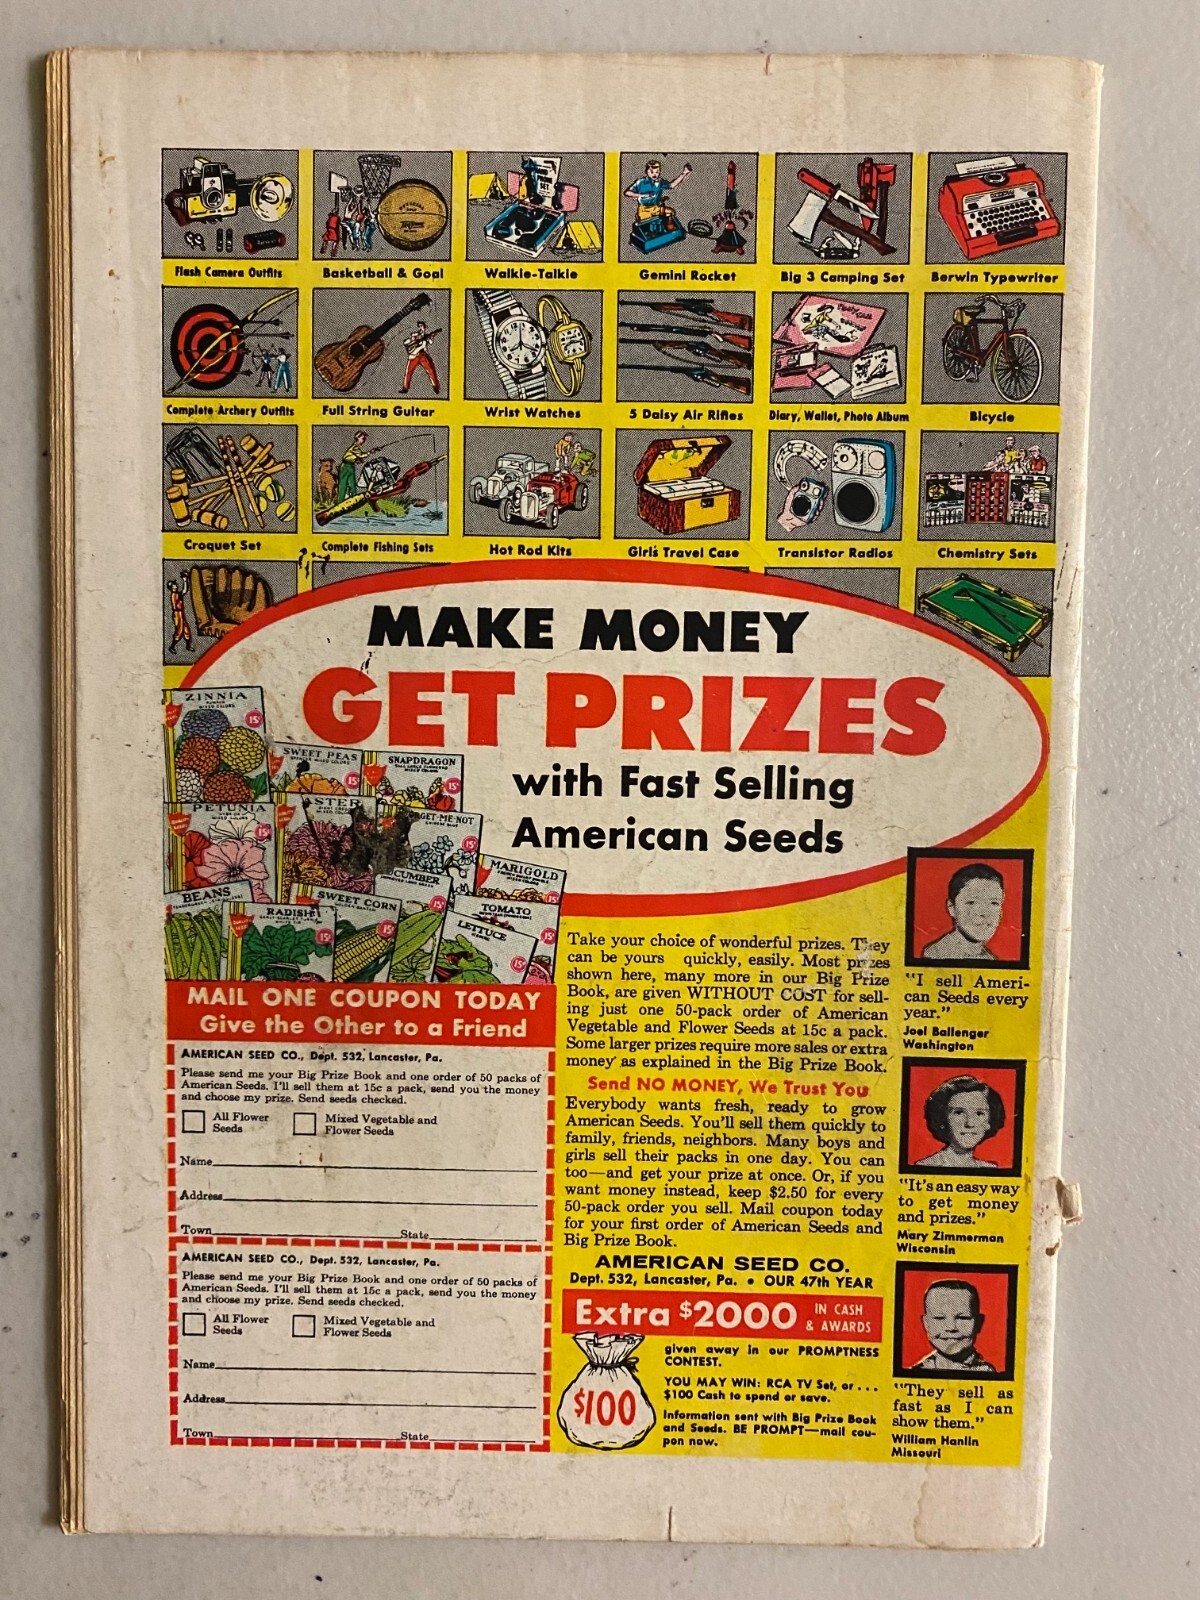 Flash Camera Outfits
Basketball & Goal
Walkie-Talkie
Gemini Rocket
Big 3 Camping Set
Berwin Typewriter
Complete Archery Outfits
Full String Guitar
Wrist Watches
5 Daisy Air Rifles
Diary, Wallet, Photo Album
Bicycle
Croquet Set
Complete Fishing Sets
Hot Rod Kits
Girl's Travel Case
Transistor Radios
Chemistry Sets
MAKE MONEY
GET PRIZES
with Fast Selling
American Seeds
ZINNIA
15¢
SWEET PEAS
15¢
SNAPDRAGON
15¢
PETUNIA
15¢
ASTER
GET-ME-NOT
15¢
CUMBER
MARIGOLD
BEANS
RADISH
15¢
SWEET CORN
15¢
TOMATO
15¢
LETTUCE
15¢
MAIL ONE COUPON TODAY
Give the Other to a Friend
AMERICAN SEED CO., Dept. 532, Lancaster, Pa.
Please send me your Big Prize Book and one order of 50 packs of
American Seeds. I'll sell them at 15c a pack, send you the money
and choose my prize. Send seeds checked.
All Flower
Seeds
Mixed Vegetable and
Flower Seeds
Name
Address
Town State
AMERICAN SEED CO., Dept. 532, Lancaster, Pa.
Please send me your Big Prize Book and one order of 50 packs of
American Seeds. I'll sell them at 15c a pack, send you the money
and choose my prize. Send seeds checked.
All Flower
Seeds
Mixed Vegetable and
Flower Seeds
Name
Address
Town State
Take your choice of wonderful prizes. They
can be yours quickly, easily. Most prizes
shown here, many more in our Big Prize
Book, are given WITHOUT COST for sell-
ing just one 50-pack order of American
Vegetable and Flower Seeds at 15c a pack.
Some larger prizes require more sales or extra
money as explained in the Big Prize Book.
Send NO MONEY, We Trust You
Everybody wants fresh, ready to grow
American Seeds. You'll sell them quickly to
family, friends, neighbors. Many boys and
girls sell their packs in one day. You can
too—and get your prize at once. Or, if you
want money instead, keep $2.50 for every
50-pack order you sell. Mail coupon today
for your first order of American Seeds and
Big Prize Book.
AMERICAN SEED CO.
Dept. 532, Lancaster, Pa. • OUR 47th YEAR
Extra $2000 IN CASH
& AWARDS
$100
given away in our PROMPTNESS
CONTEST.
YOU MAY WIN: RCA TV Set, or . . .
$100 Cash to spend or save.
Information sent with Big Prize Book
and Seeds. BE PROMPT—mail cou-
pon now.
"I sell Ameri-
can Seeds every
year."
Joel Ballenger
Washington
"It's an easy way
to get money
and prizes."
Mary Zimmerman
Wisconsin
"They sell as
fast as I can
show them."
William Hanlin
Missouri